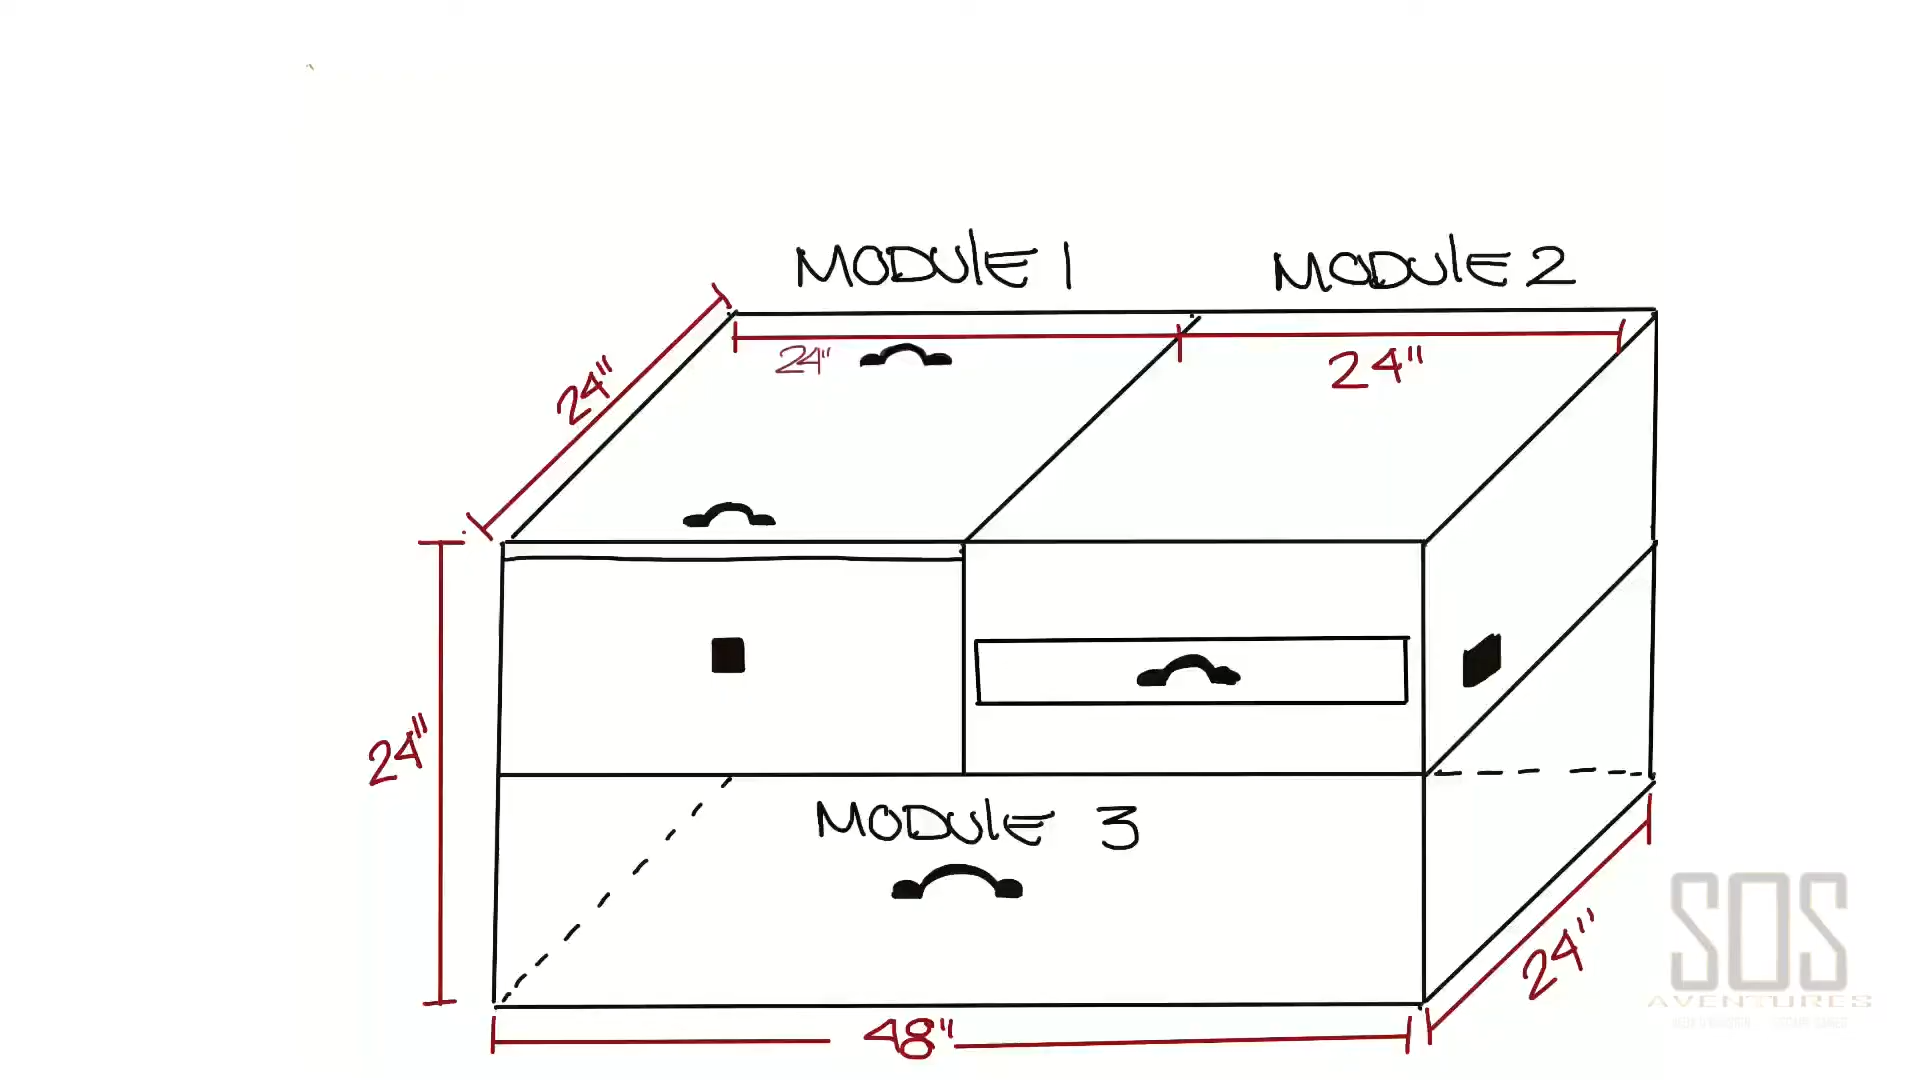 MODULE 1
MODULE 2
24"
24"
24"
24"
MODULE 3
24"
48"
SOS
AVENTURES